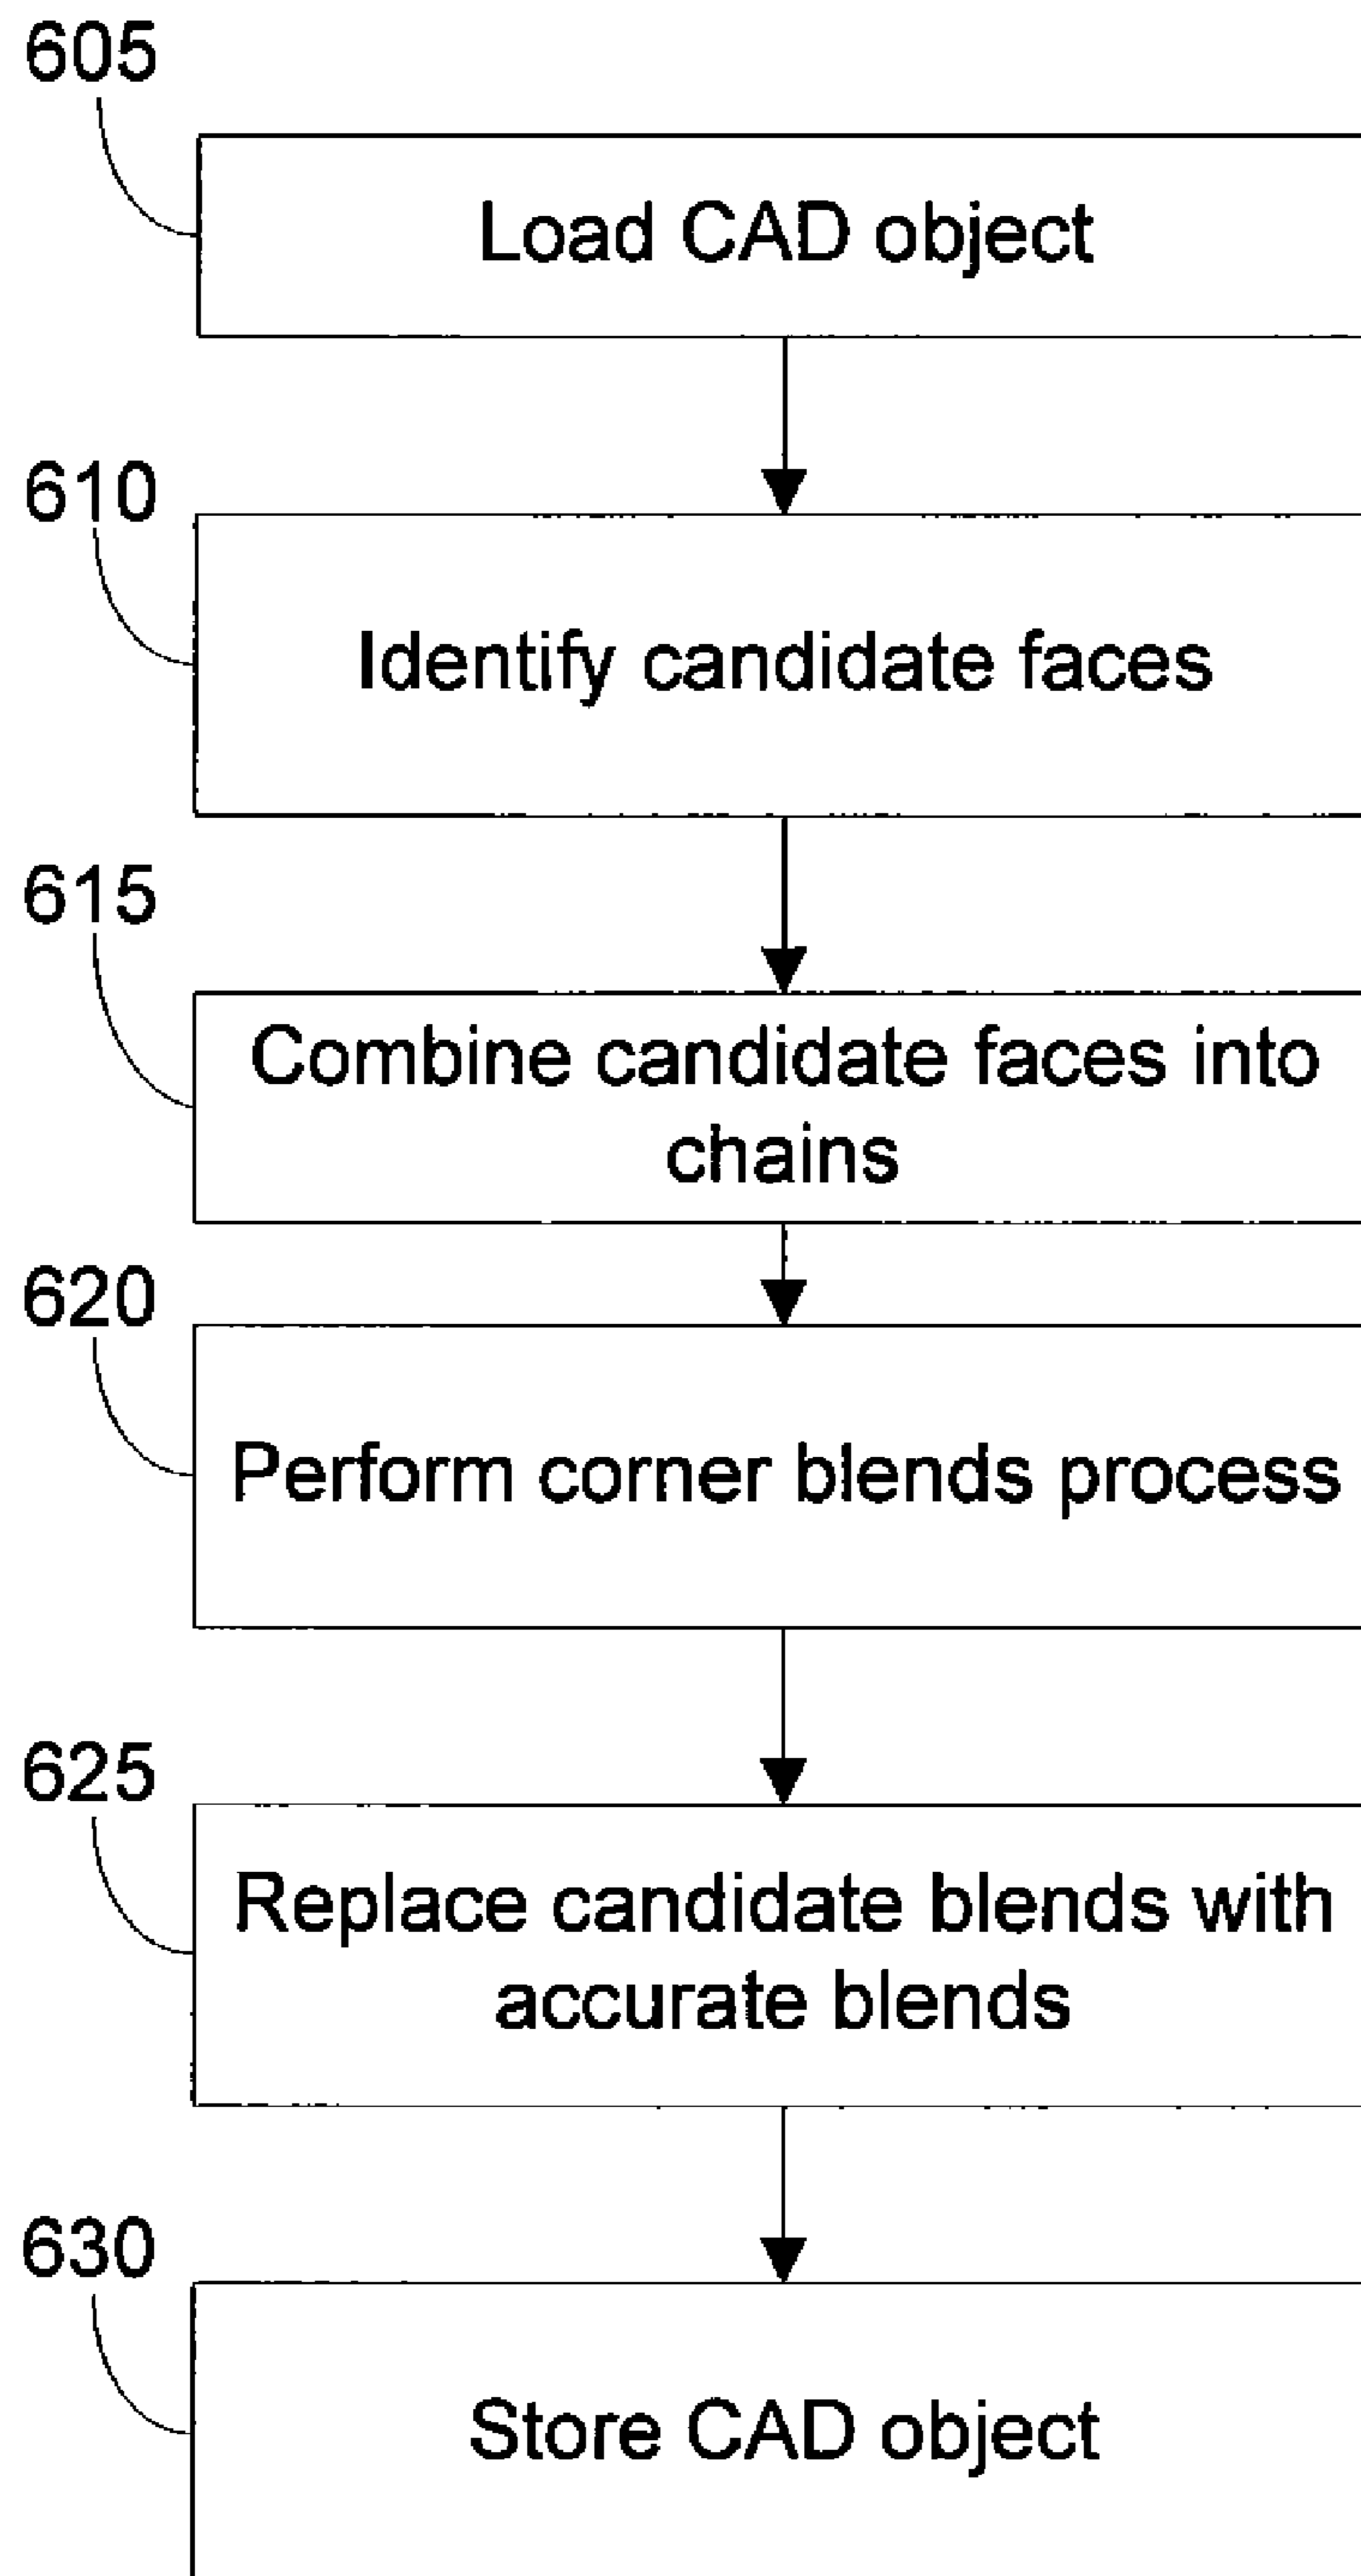 605
Load CAD object
610
Identify candidate faces
615
Combine candidate faces into
chains
620
Perform corner blends process
625
Replace candidate blends with
accurate blends
630
Store CAD object